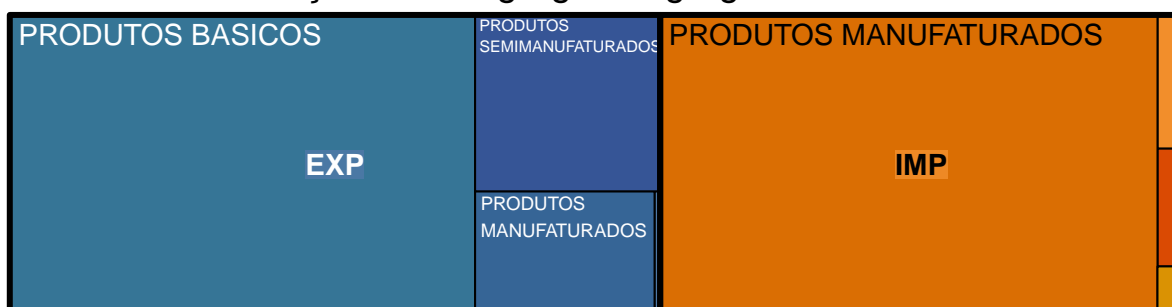 PRODUTOS BASICOS
PRODUTOS
SEMIMANUFATURADOS
PRODUTOS MANUFATURADOS
EXP
IMP
PRODUTOS
MANUFATURADOS